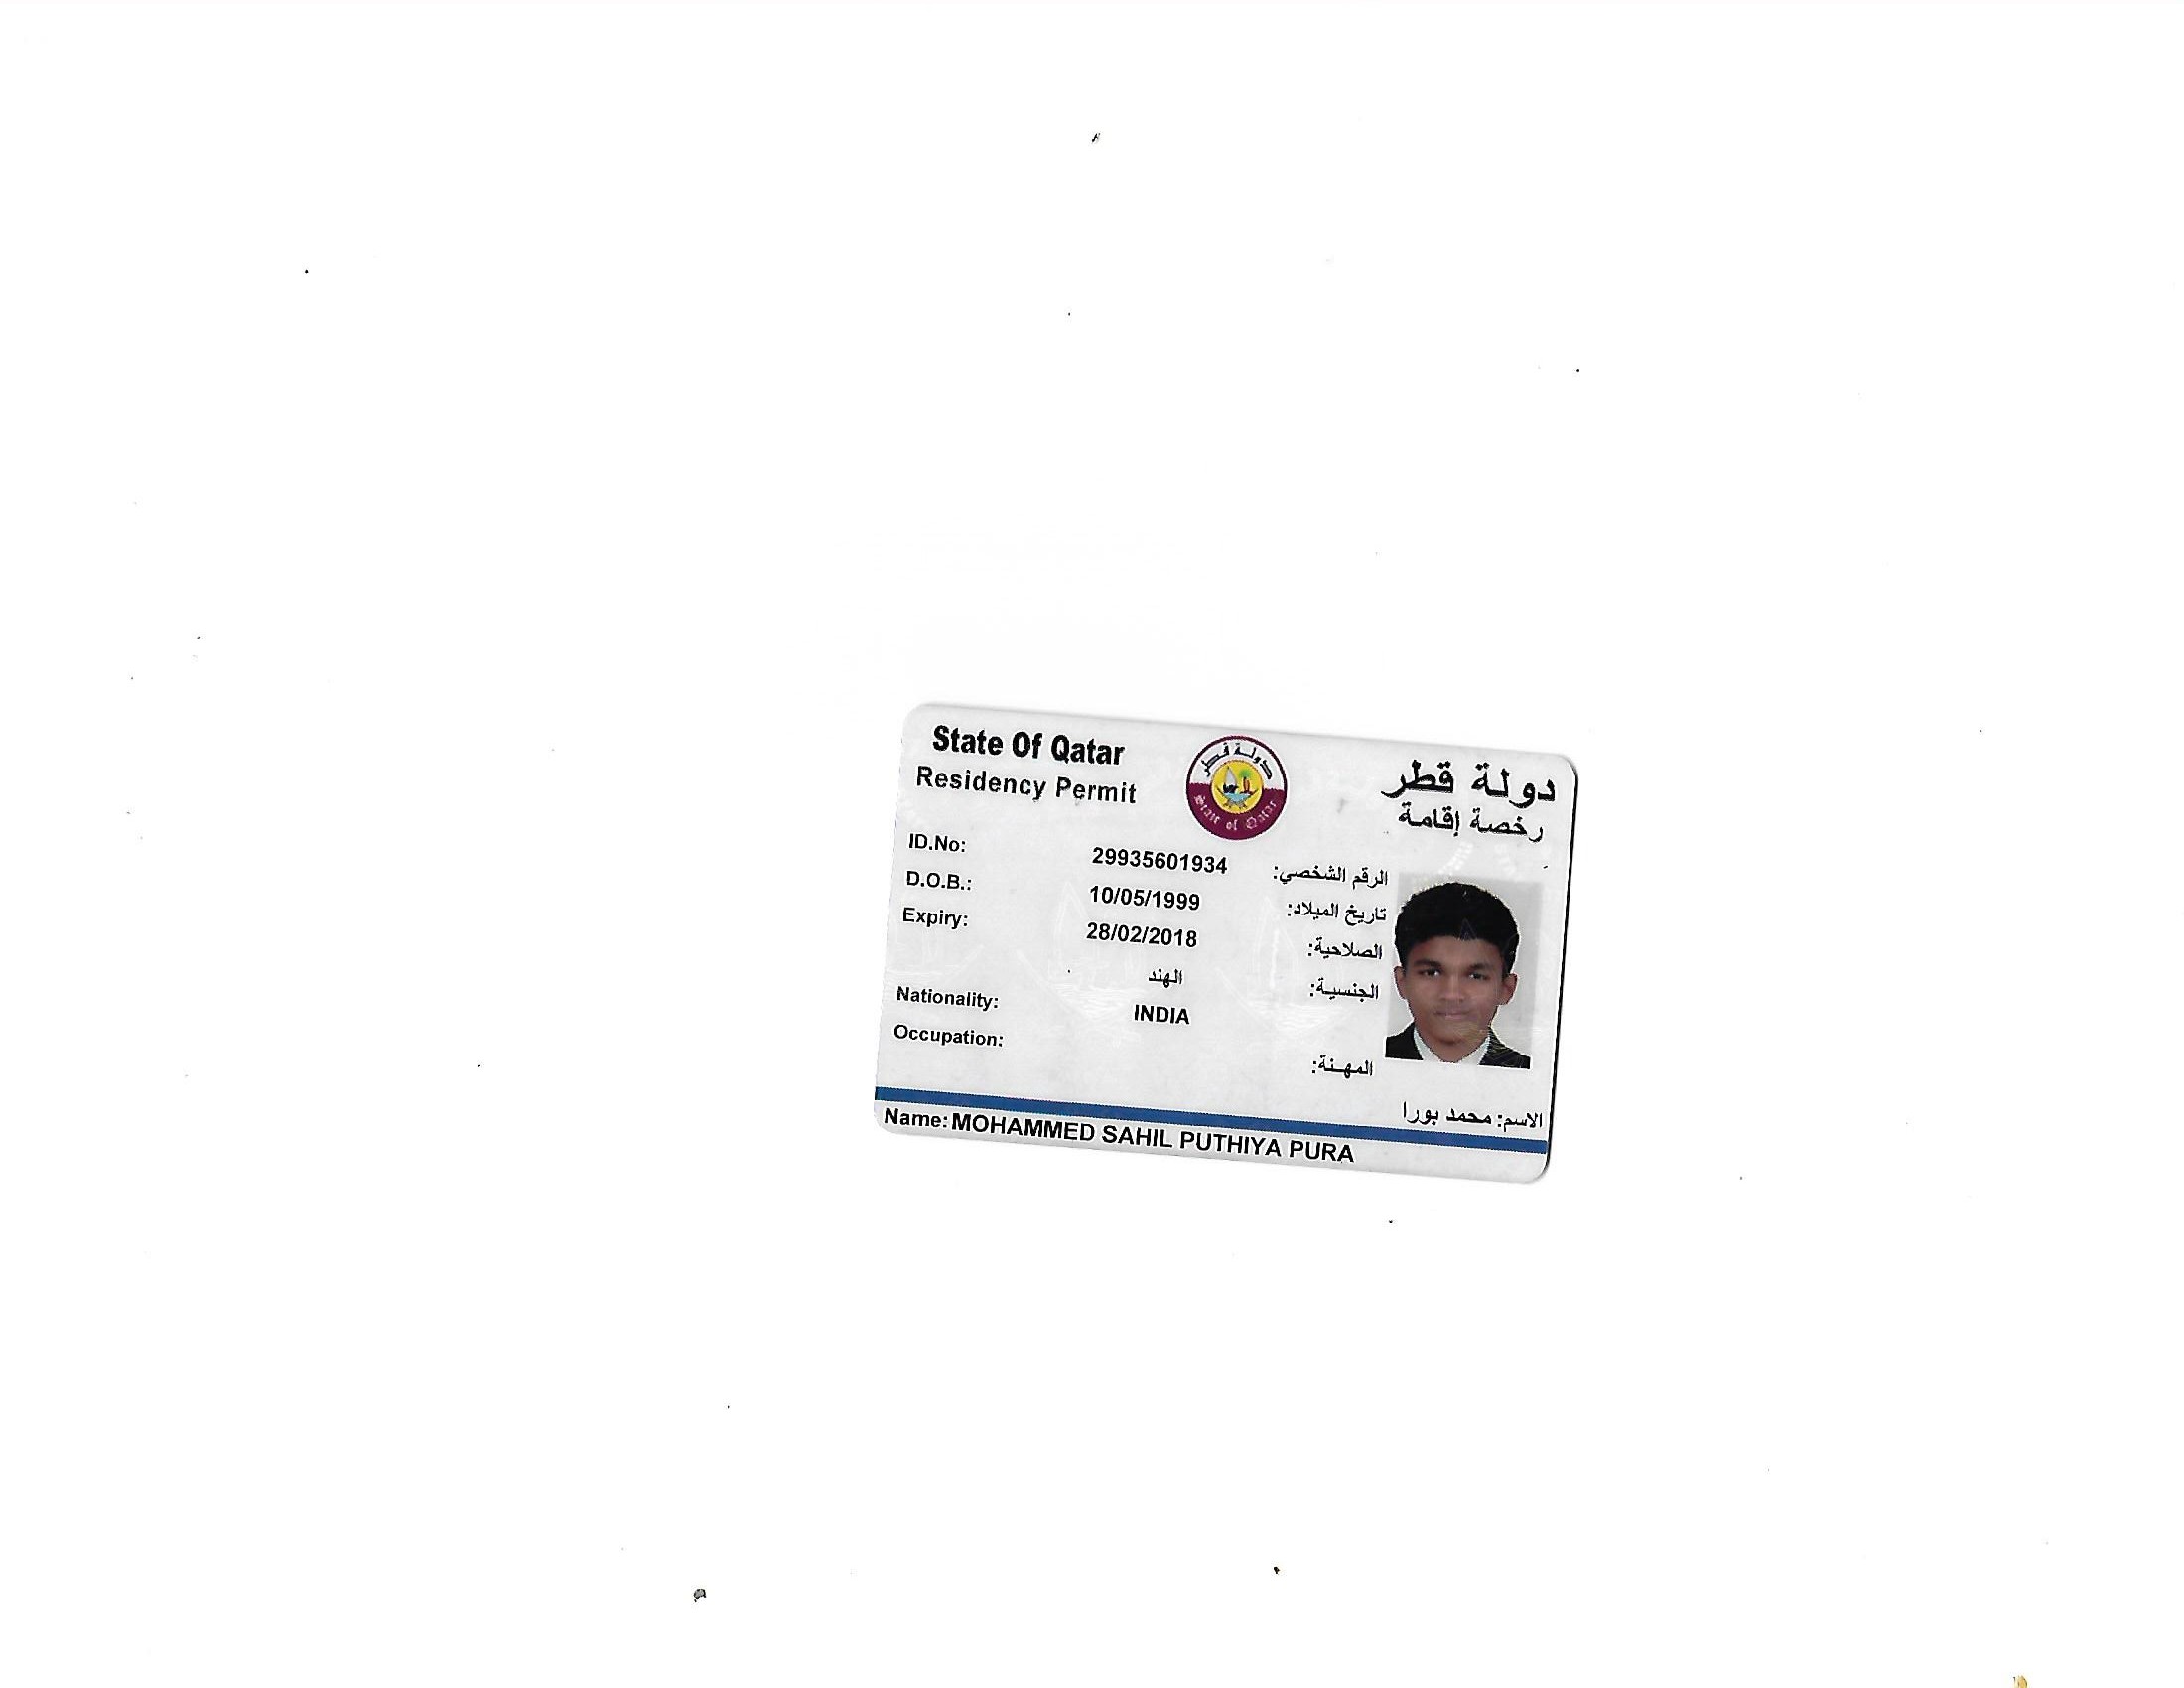 State Of Qatar
دولة قطر
Residency Permit
رخصة إقامة
دولة قطر
State of Qatar
ID.No: 29935601934 الرقم الشخصي:
D.O.B.: 10/05/1999 تاريخ الميلاد:
Expiry: 28/02/2018 الصلاحية:
الهند الجنسية:
Nationality: INDIA
Occupation: المهنة:
الاسم: محمد بورا
Name: MOHAMMED SAHIL PUTHIYA PURA